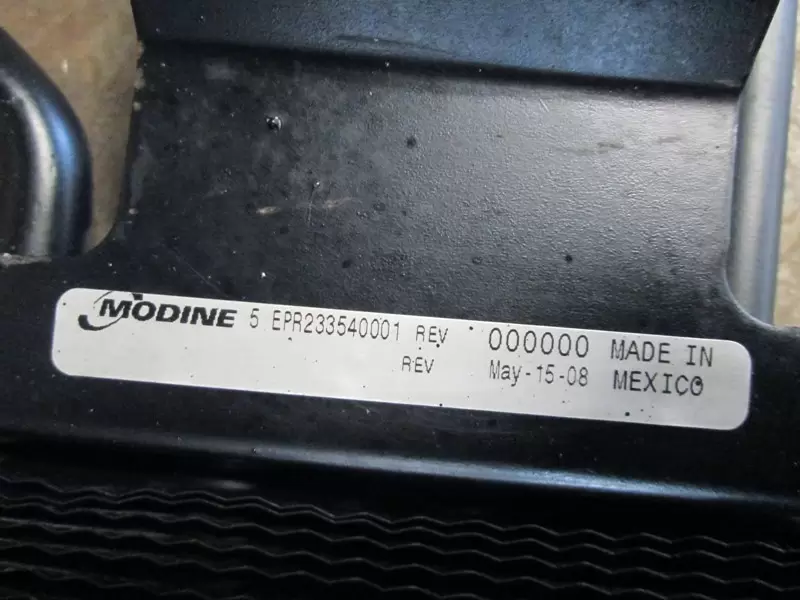 MODINE 5 EPR233540001 REV 000000 MADE IN
REV May-15-08 MEXICO